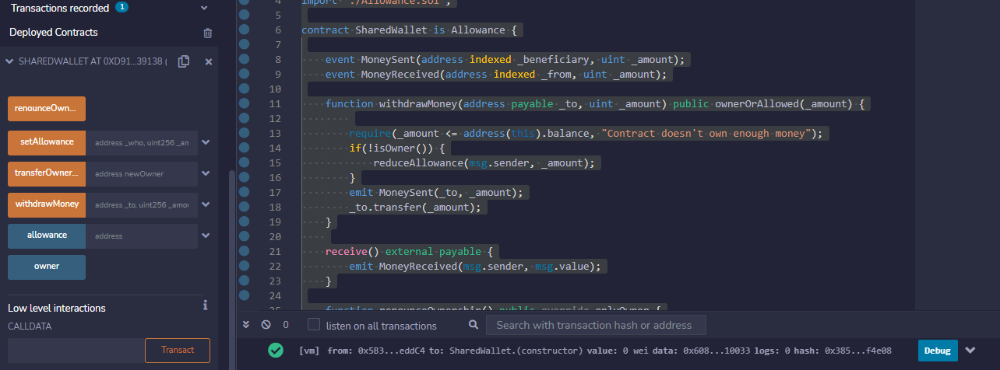 Transactions recorded 1
Deployed Contracts
SHAREDWALLET AT 0XD91...39138 (
renounceOwn...
setAllowance address _who, uint256 _am
transferOwner... address newOwner
withdrawMoney address _to, uint256 _amou
allowance address
owner
Low level interactions i
CALLDATA
Transact
4 import "./Allowance.sol";
5
6 contract SharedWallet is Allowance {
7
8 event MoneySent(address indexed _beneficiary, uint _amount);
9 event MoneyReceived(address indexed _from, uint _amount);
10
11 function withdrawMoney(address payable _to, uint _amount) public ownerOrAllowed(_amount) {
12
13 require(_amount <= address(this).balance, "Contract doesn't own enough money");
14 if(!isOwner()) {
15 reduceAllowance(msg.sender, _amount);
16 }
17 emit MoneySent(_to, _amount);
18 _to.transfer(_amount);
19 }
20
21 receive() external payable {
22 emit MoneyReceived(msg.sender, msg.value);
23 }
24
25 function renounceOwnership() public override onlyOwner {
0 listen on all transactions Search with transaction hash or address
[vm] from: 0x5B3...eddC4 to: SharedWallet.(constructor) value: 0 wei data: 0x608...10033 logs: 0 hash: 0x385...f4e08 Debug